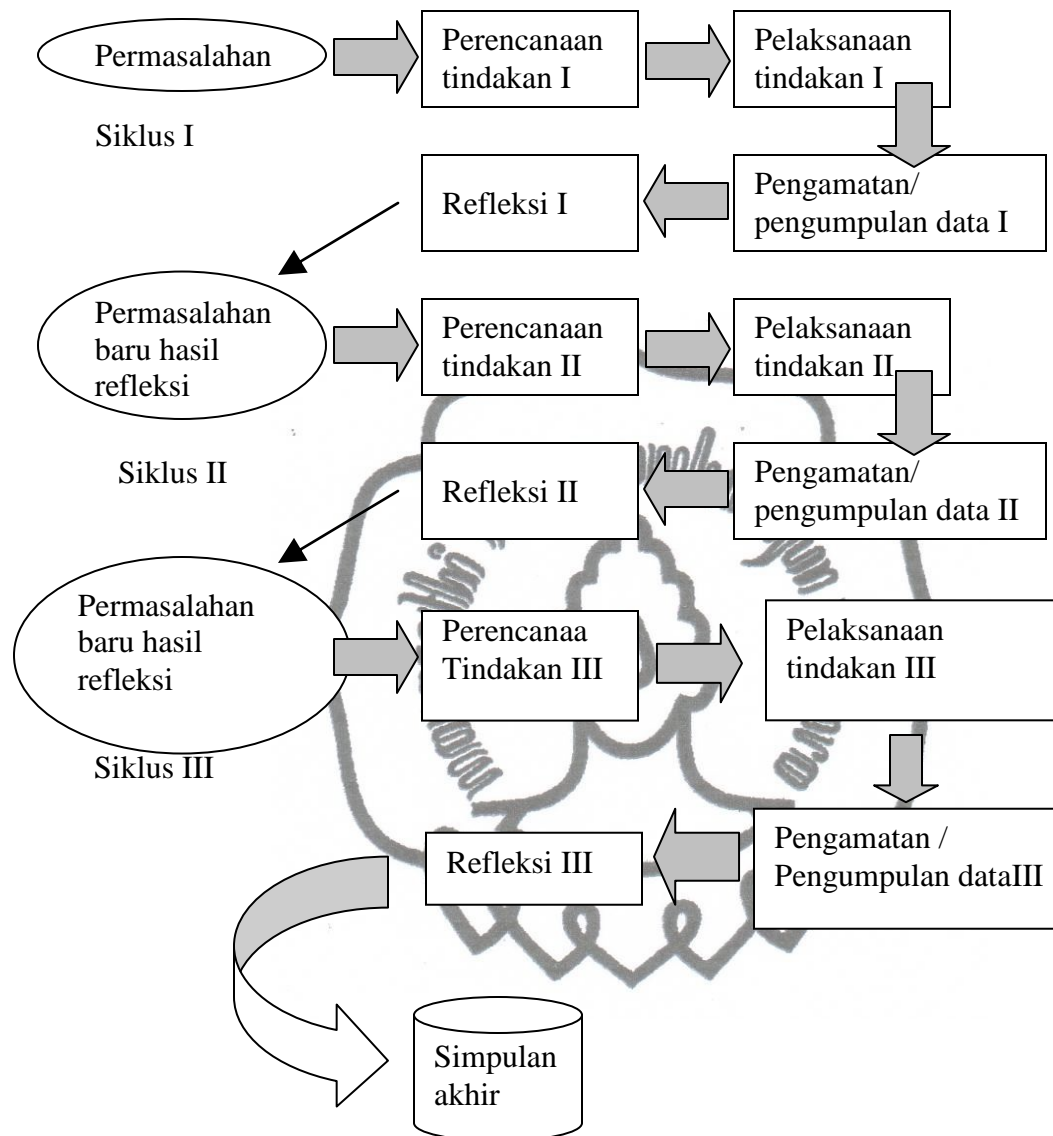 Permasalahan
Perencanaan
tindakan I
Pelaksanaan
tindakan I
Siklus I
Refleksi I
Pengamatan/
pengumpulan data I
Permasalahan
baru hasil
refleksi
Perencanaan
tindakan II
Pelaksanaan
tindakan II
Siklus II
Refleksi II
Pengamatan/
pengumpulan data II
Permasalahan
baru hasil
refleksi
Perencanaa
Tindakan III
Pelaksanaan
tindakan III
Siklus III
Refleksi III
Pengamatan /
Pengumpulan dataIII
Simpulan
akhir